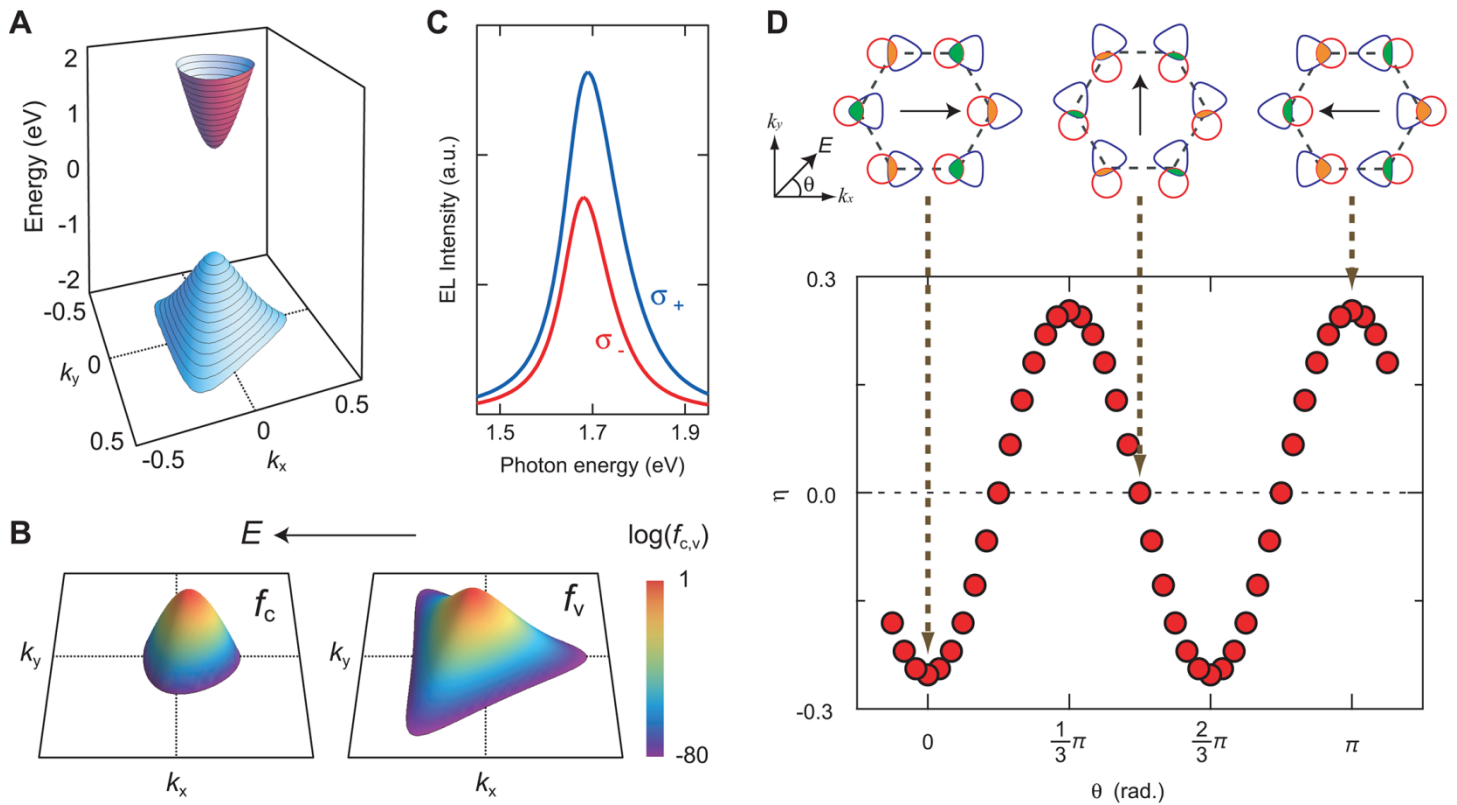 A
Energy (eV)
2
1
0
-1
-2
-0.5
0
0.5
ky
-0.5
0
0.5
kx
C
EL Intensity (a.u.)
σ+
σ-
1.5
1.7
1.9
Photon energy (eV)
B
E
log(fc,v)
fc
fv
1
-80
ky
kx
ky
kx
D
ky
E
θ
kx
0.3
0.0
-0.3
η
0
1/3 π
2/3 π
π
θ (rad.)